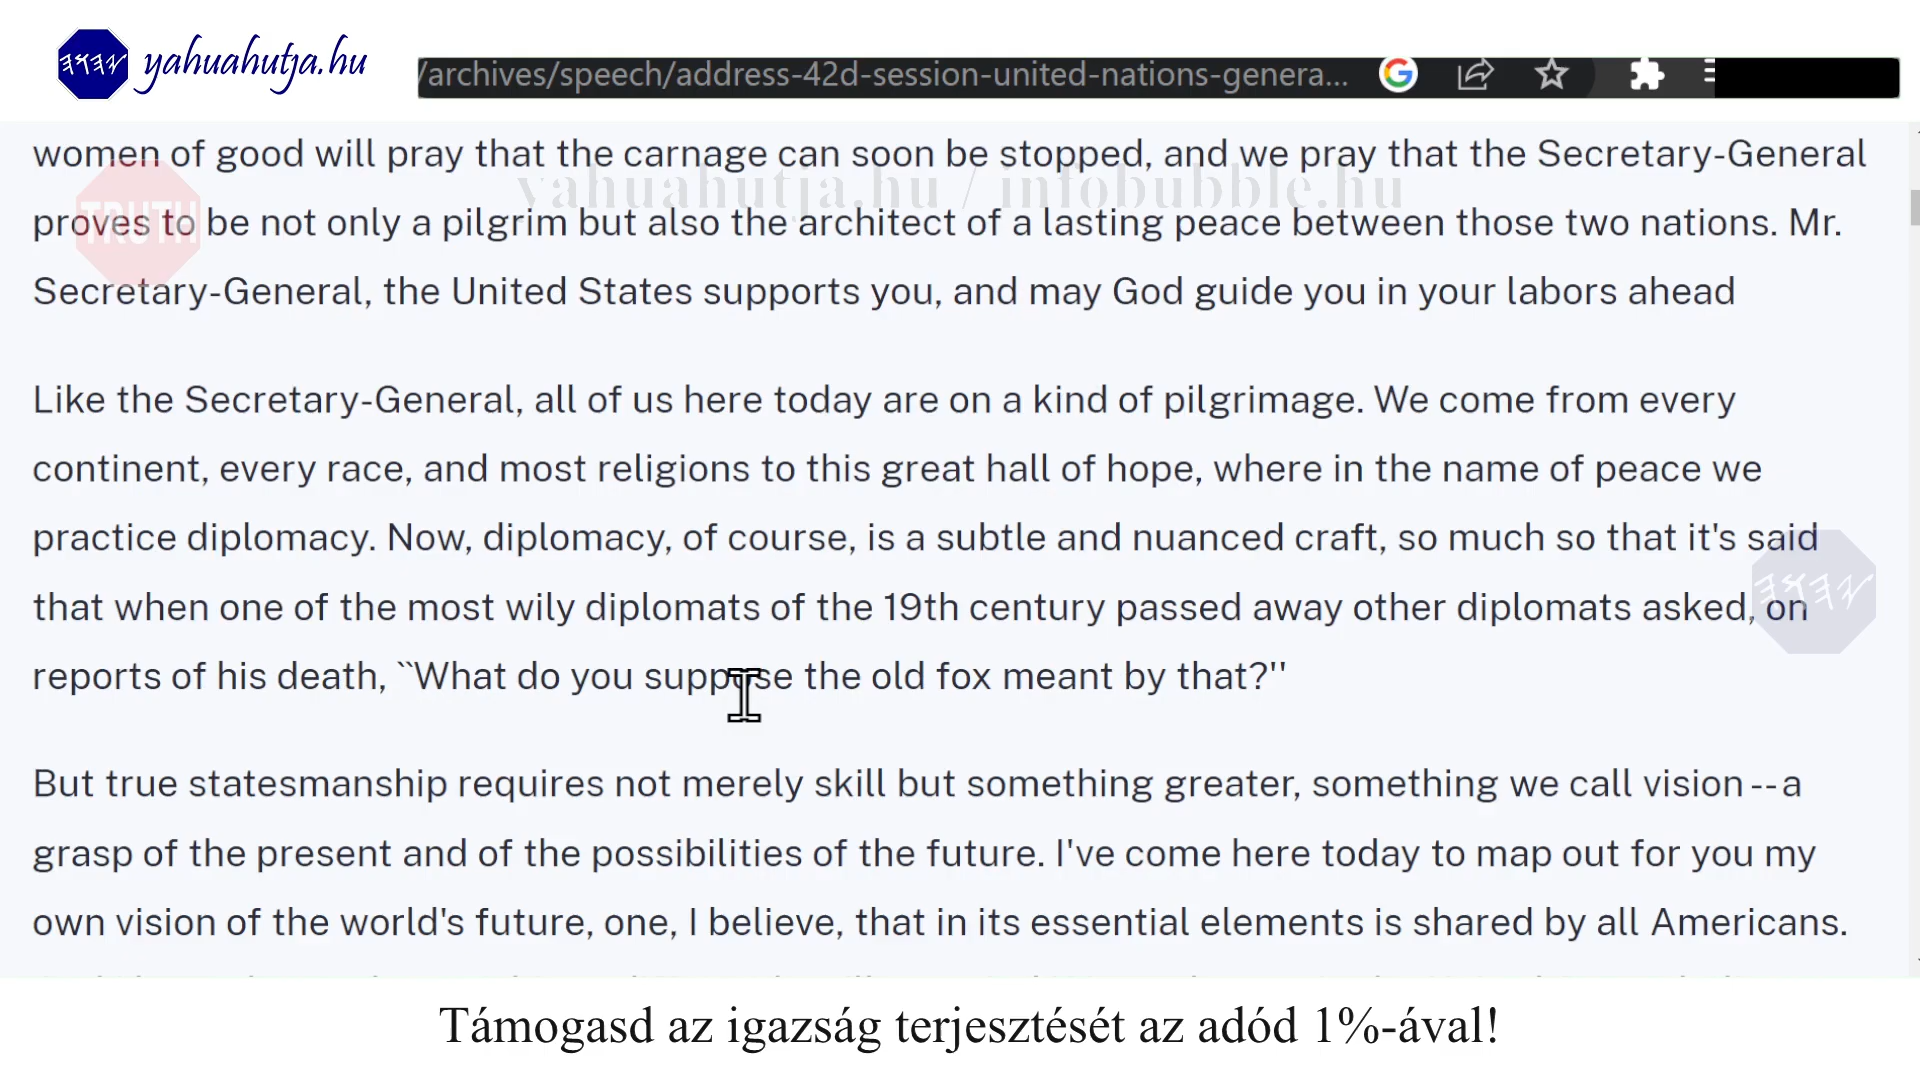 yahuahutja.hu
/archives/speech/address-42d-session-united-nations-genera...
women of good will pray that the carnage can soon be stopped, and we pray that the Secretary-General
yahuahutja.hu / infobubble.hu
TRUTH
proves to be not only a pilgrim but also the architect of a lasting peace between those two nations. Mr.
Secretary-General, the United States supports you, and may God guide you in your labors ahead
Like the Secretary-General, all of us here today are on a kind of pilgrimage. We come from every
continent, every race, and most religions to this great hall of hope, where in the name of peace we
practice diplomacy. Now, diplomacy, of course, is a subtle and nuanced craft, so much so that it's said
that when one of the most wily diplomats of the 19th century passed away other diplomats asked, on
reports of his death, ``What do you suppose the old fox meant by that?''
But true statesmanship requires not merely skill but something greater, something we call vision -- a
grasp of the present and of the possibilities of the future. I've come here today to map out for you my
own vision of the world's future, one, I believe, that in its essential elements is shared by all Americans.
Támogasd az igazság terjesztését az adód 1%-ával!